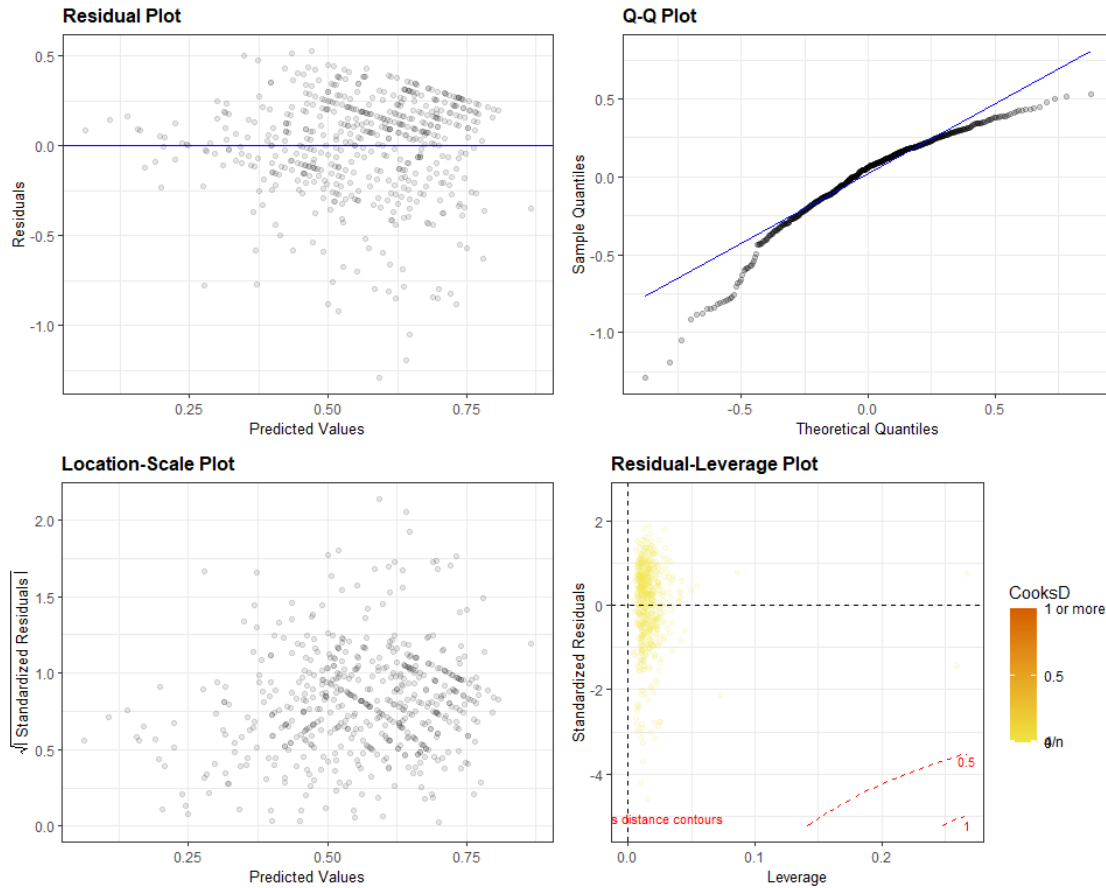 Residual Plot
0.5
0.0
-0.5
-1.0
Residuals
0.25
0.50
0.75
Predicted Values
Q-Q Plot
0.5
0.0
-0.5
-1.0
Sample Quantiles
-0.5
0.0
0.5
Theoretical Quantiles
Location-Scale Plot
2.0
1.5
1.0
0.5
0.0
√|Standardized Residuals|
0.25
0.50
0.75
Predicted Values
Residual-Leverage Plot
2
0
-2
-4
Standardized Residuals
0.5
1
s distance contours
0.0
0.1
0.2
Leverage
CooksD
1 or more
0.5